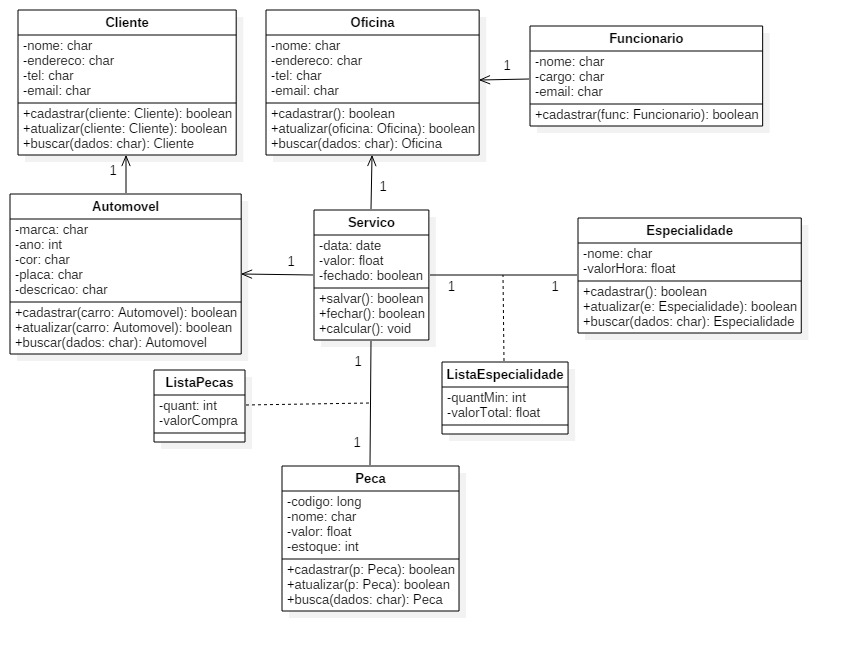 Cliente
-nome: char
-endereco: char
-tel: char
-email: char
+cadastrar(cliente: Cliente): boolean
+atualizar(cliente: Cliente): boolean
+buscar(dados: char): Cliente
Oficina
-nome: char
-endereco: char
-tel: char
-email: char
+cadastrar(): boolean
+atualizar(oficina: Oficina): boolean
+buscar(dados: char): Oficina
1
Funcionario
-nome: char
-cargo: char
-email: char
+cadastrar(func: Funcionario): boolean
1
1
Automovel
-marca: char
-ano: int
-cor: char
-placa: char
-descricao: char
+cadastrar(carro: Automovel): boolean
+atualizar(carro: Automovel): boolean
+buscar(dados: char): Automovel
1
Servico
-data: date
-valor: float
-fechado: boolean
+salvar(): boolean
+fechar(): boolean
+calcular(): void
1
1
Especialidade
-nome: char
-valorHora: float
+cadastrar(): boolean
+atualizar(e: Especialidade): boolean
+buscar(dados: char): Especialidade
1
ListaPecas
-quant: int
-valorCompra
ListaEspecialidade
-quantMin: int
-valorTotal: float
1
Peca
-codigo: long
-nome: char
-valor: float
-estoque: int
+cadastrar(p: Peca): boolean
+atualizar(p: Peca): boolean
+busca(dados: char): Peca